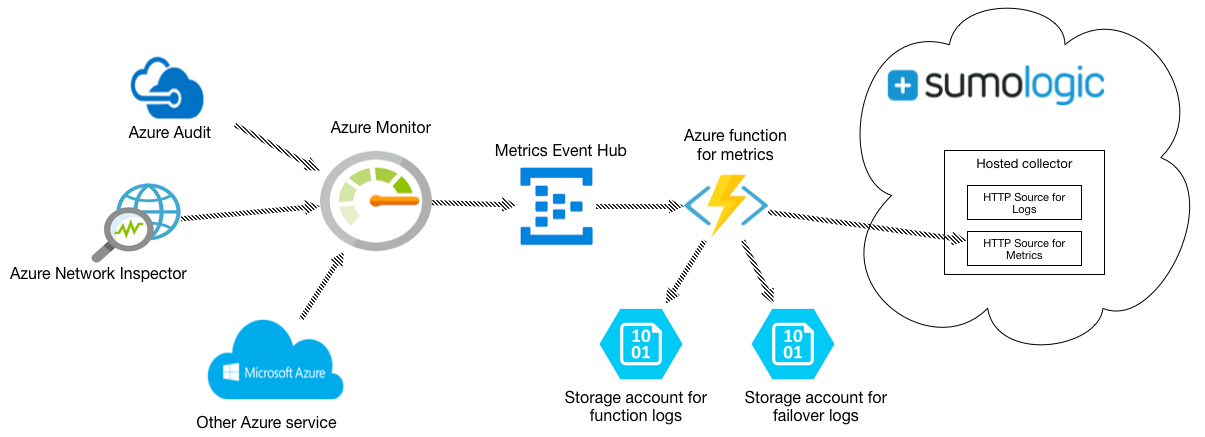 sumologic
Azure Audit
Azure Monitor
Azure function
for metrics
Metrics Event Hub
Hosted collector
HTTP Source for
Logs
HTTP Source for
Metrics
Azure Network Inspector
10
01
10
01
Microsoft Azure
Storage account for
function logs
Storage account for
failover logs
Other Azure service